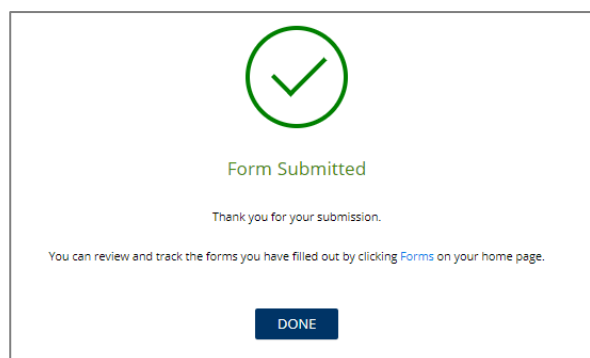 Form Submitted
Thank you for your submission.
You can review and track the forms you have filled out by clicking Forms on your home page.
DONE